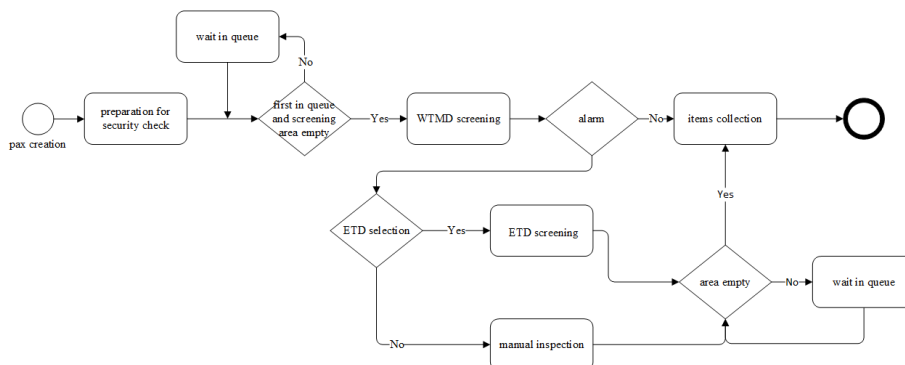 wait in queue
No
preparation for
security check
first in queue
and screening
area empty
Yes
WTMD screening
alarm
No
items collection
pax creation
Yes
ETD selection
Yes
ETD screening
area empty
No
wait in queue
No
manual inspection